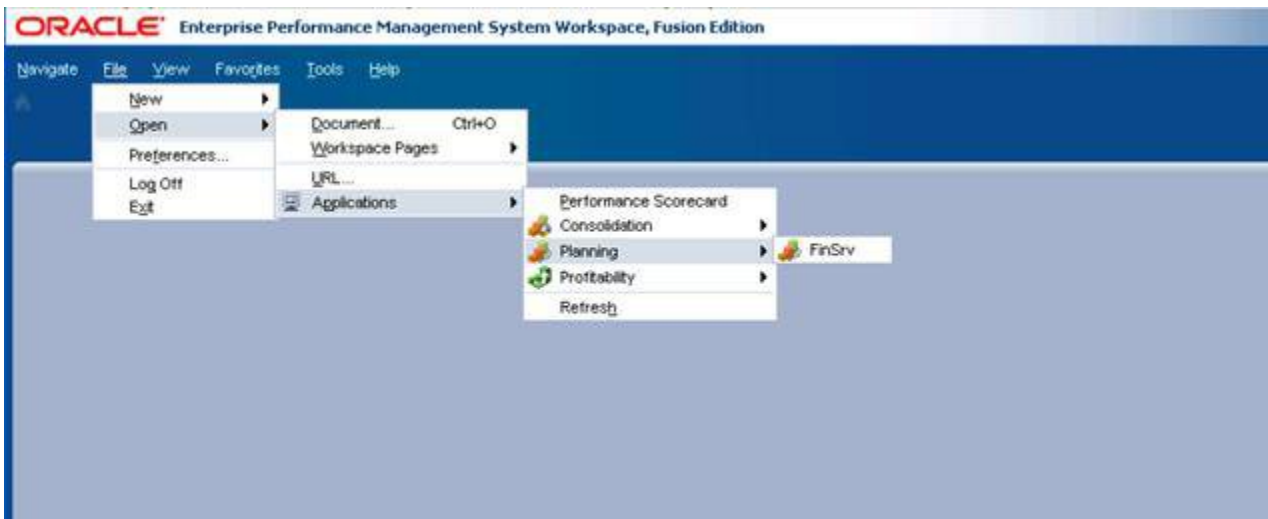 ORACLE Enterprise Performance Management System Workspace, Fusion Edition
Navigate File View Favorites Tools Help
New
Open
Preferences...
Log Off
Exit
Document... Ctrl+O
Workspace Pages
URL...
Applications
Performance Scorecard
Consolidation
Planning
Profitability
Refresh
FinSrv